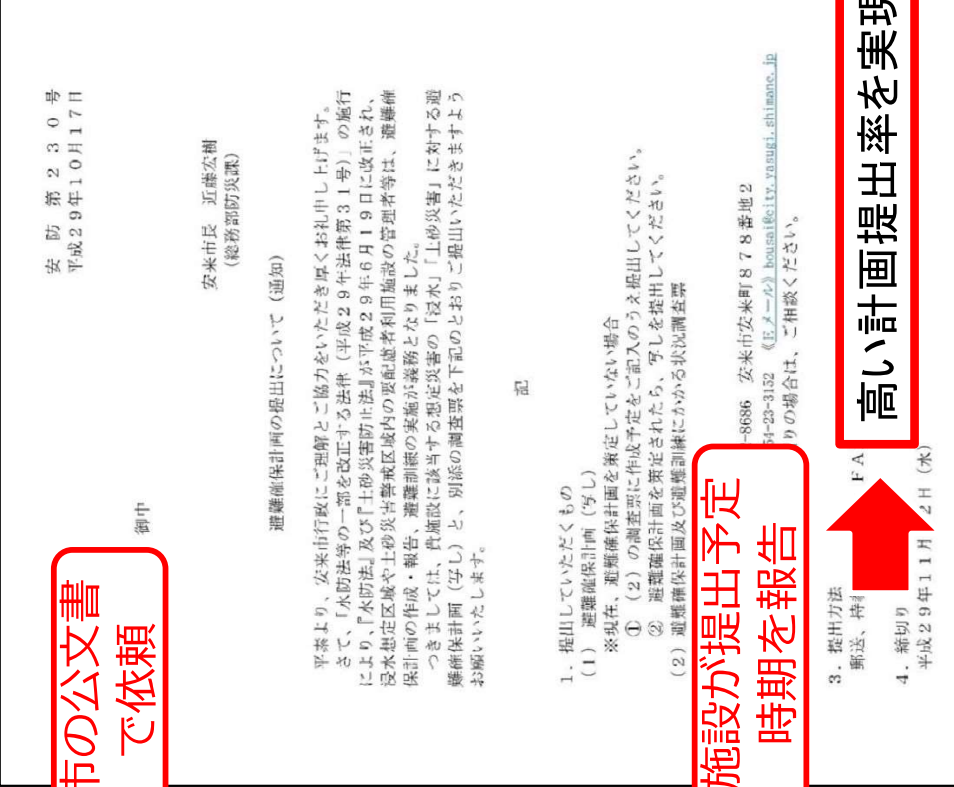 安防第230号
平成29年10月17日
御中
安来市長 近藤宏樹
(総務部防災課)
避難確保計画の提出について(通知)
平素より、安来市行政にご理解とご協力をいただき厚くお礼申し上げます。
さて、「水防法等の一部を改正する法律(平成29年法律第31号)」の施行
により、『水防法』及び『土砂災害防止法』が平成29年6月19日に改正され、
浸水想定区域や土砂災害警戒区域内の要配慮者利用施設の管理者等は、避難確
保計画の作成・報告、避難訓練の実施が義務となりました。
つきましては、貴施設に該当する想定災害の「浸水」「土砂災害」に対する避
難確保計画(写し)と、別添の調査票を下記のとおりご提出いただきますよう
お願いいたします。
記
1.提出していただくもの
(1) 避難確保計画(写し)
※現在、避難確保計画を策定していない場合
① (2)の調査票に作成予定をご記入のうえ提出してください。
② 避難確保計画を策定されたら、写しを提出してください。
(2) 避難確保計画及び避難訓練にかかる状況調査票
-8686 安来市安来町878番地2
54-23-3152 《Eメール》bousai@city.yasugi.shimane.jp
りの場合は、ご相談ください。
3.提出方法
郵送、持 FA
4.締切り
平成29年11月 2日(水)
市の公文書
で依頼
施設が提出予定
時期を報告
高い計画提出率を実現